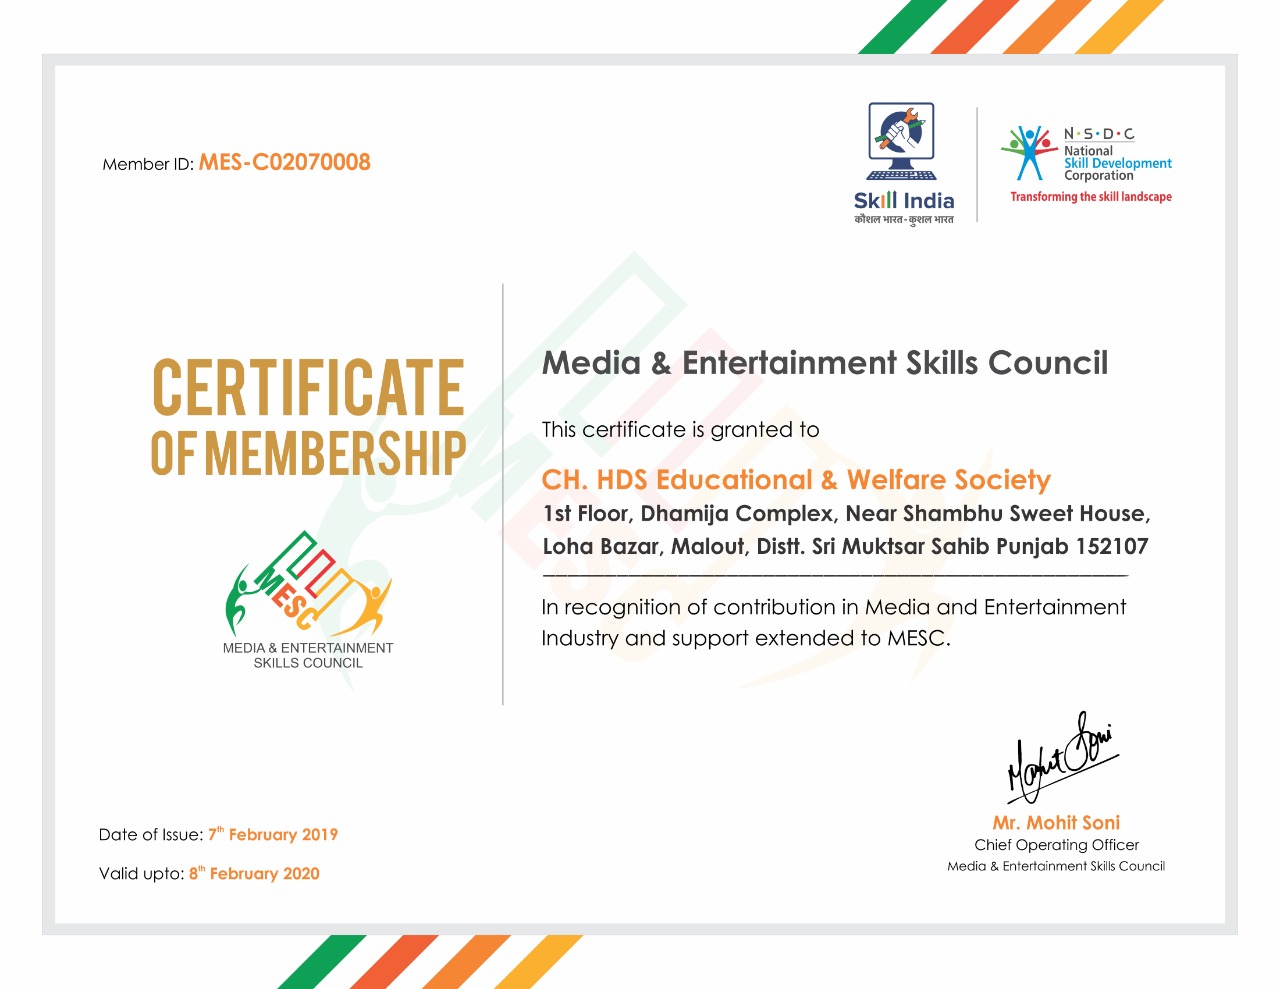 Member ID: MES-C02070008
Skill India
कौशल भारत-कुशल भारत
N·S·D·C
National
Skill Development
Corporation
Transforming the skill landscape
CERTIFICATE
OF MEMBERSHIP
MESC
MEDIA & ENTERTAINMENT
SKILLS COUNCIL
Media & Entertainment Skills Council
This certificate is granted to
CH. HDS Educational & Welfare Society
1st Floor, Dhamija Complex, Near Shambhu Sweet House,
Loha Bazar, Malout, Distt. Sri Muktsar Sahib Punjab 152107
In recognition of contribution in Media and Entertainment
Industry and support extended to MESC.
MESC
Mohit Soni
Mr. Mohit Soni
Chief Operating Officer
Media & Entertainment Skills Council
Date of Issue: 7th February 2019
Valid upto: 8th February 2020